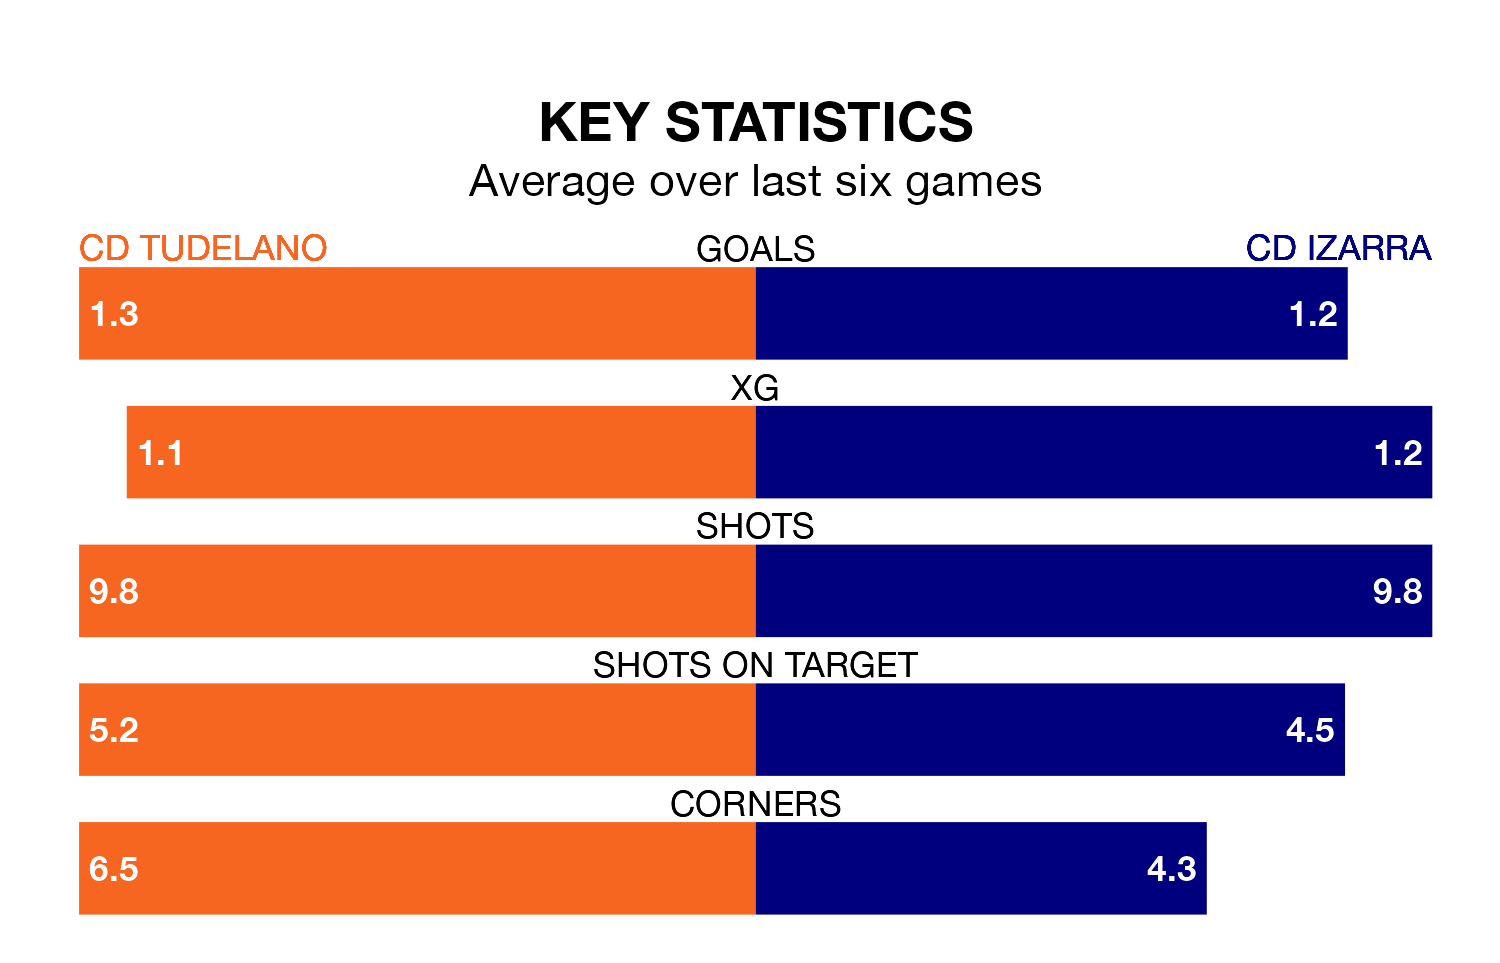 KEY STATISTICS
Average over last six games
CD TUDELANO GOALS CD IZARRA
1.3 1.2
XG
1.1 1.2
SHOTS
9.8 9.8
SHOTS ON TARGET
5.2 4.5
CORNERS
6.5 4.3